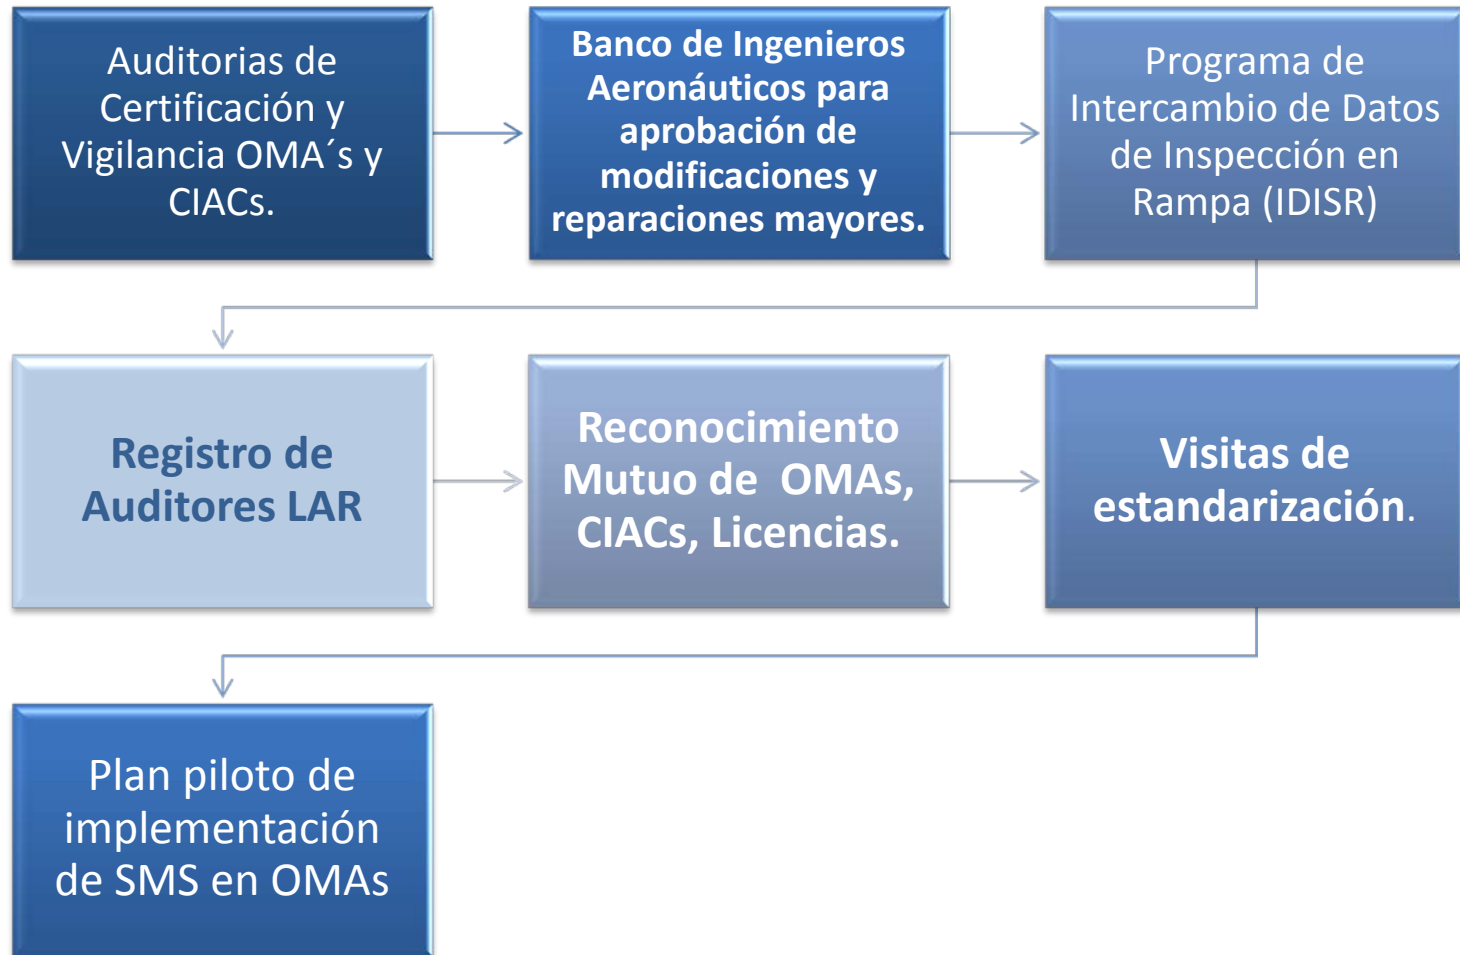 Auditorias de
Certificación y
Vigilancia OMA´s y
CIACs.
Banco de Ingenieros
Aeronáuticos para
aprobación de
modificaciones y
reparaciones mayores.
Programa de
Intercambio de Datos
de Inspección en
Rampa (IDISR)
Registro de
Auditores LAR
Reconocimiento
Mutuo de OMAs,
CIACs, Licencias.
Visitas de
estandarización.
Plan piloto de
implementación
de SMS en OMAs